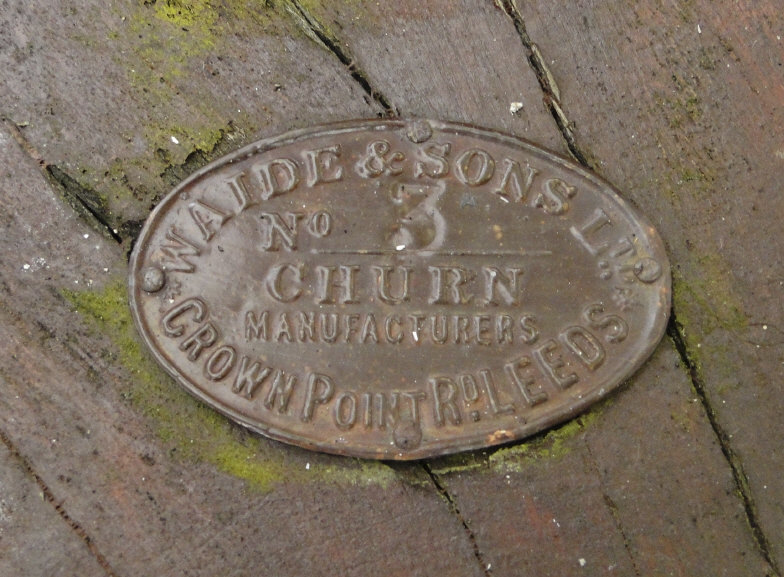 WAIDE & SONS LTD.
No 3
CHURN
MANUFACTURERS
CROWN POINT RD. LEEDS